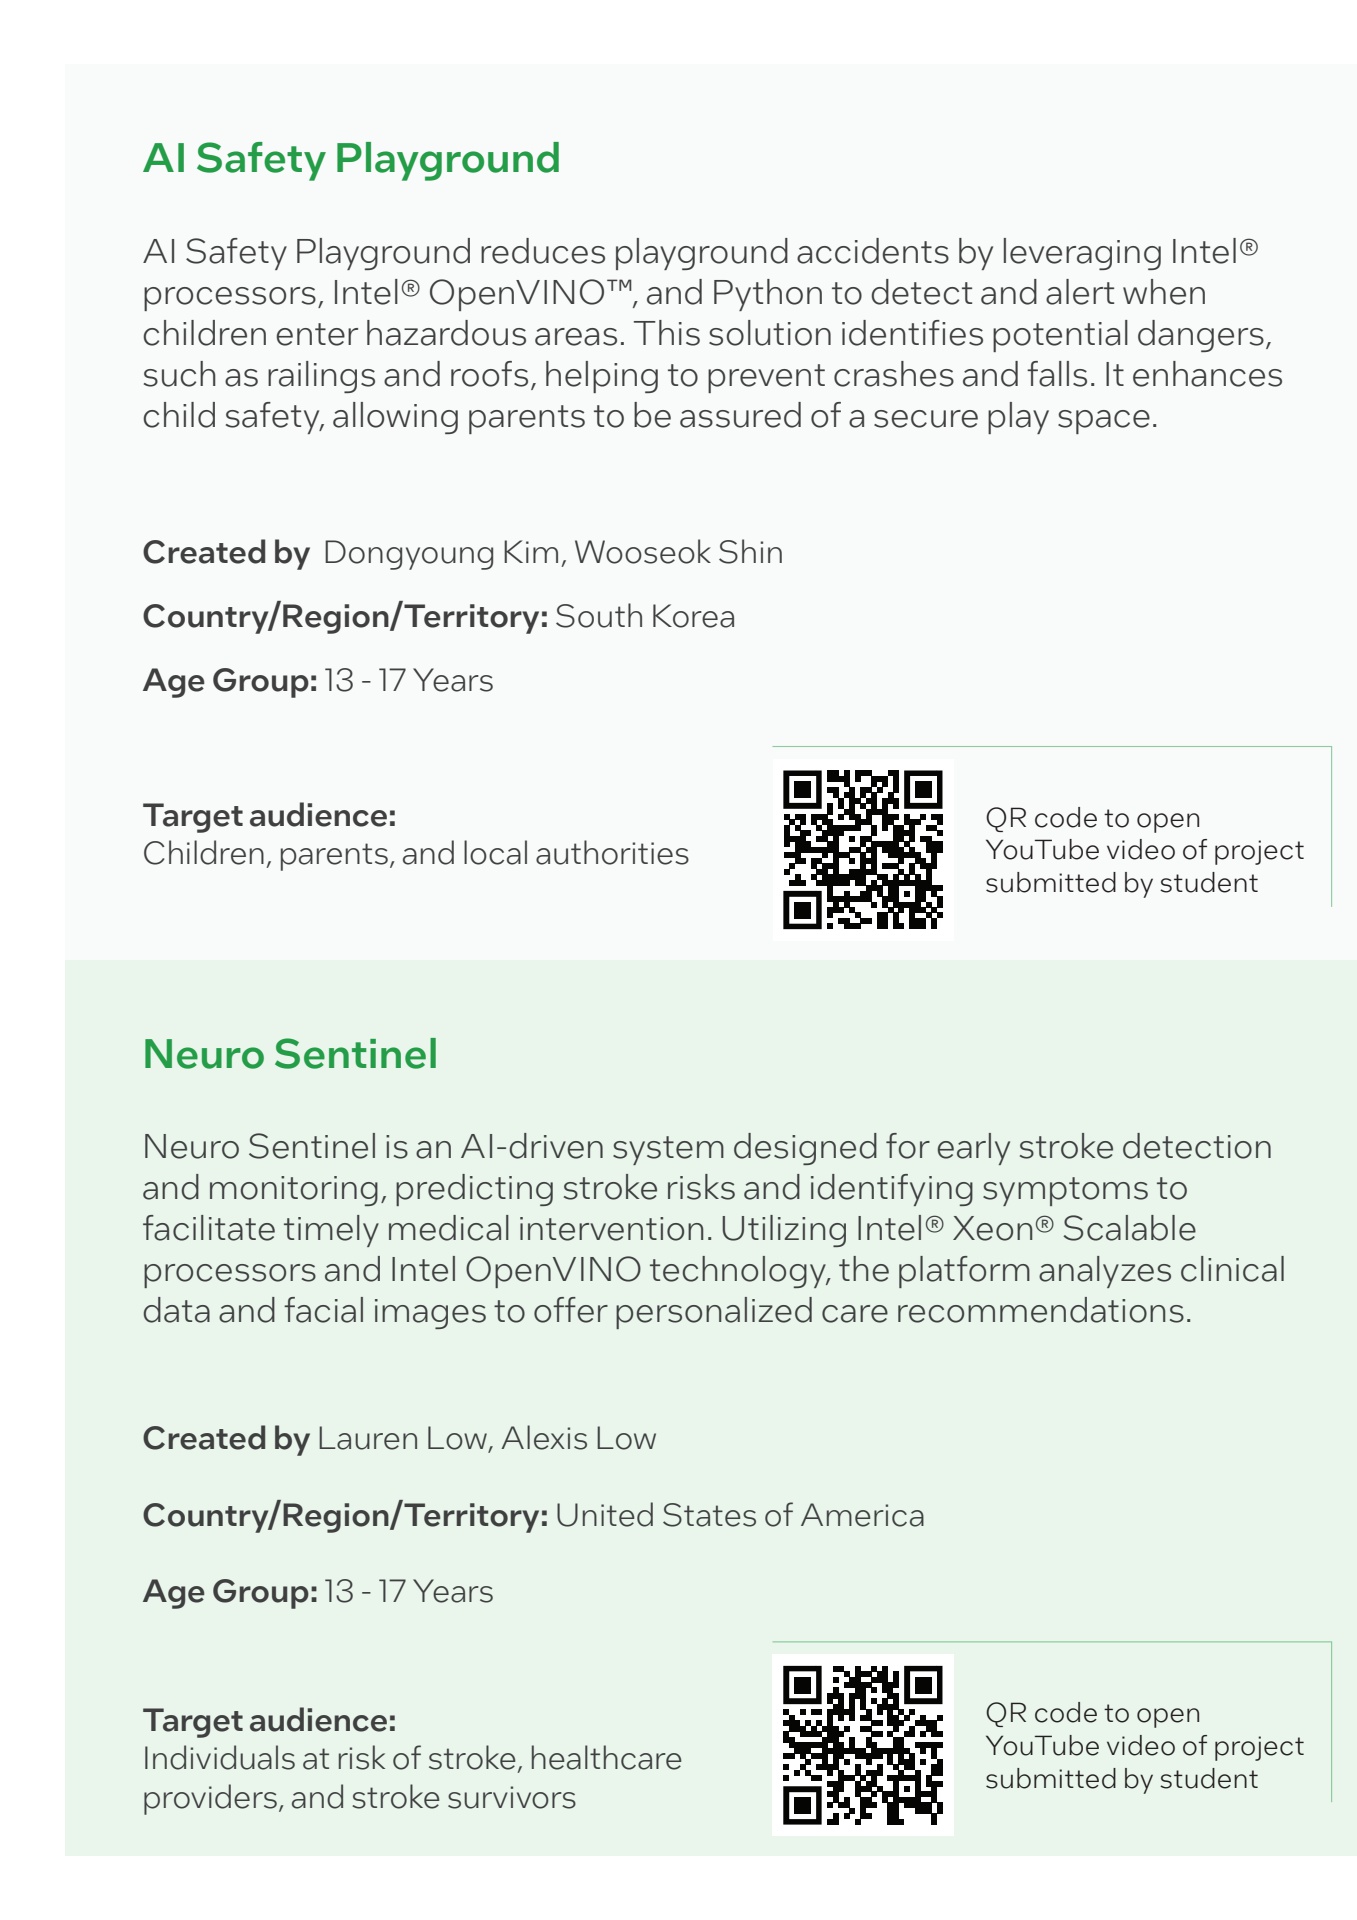 AI Safety Playground
AI Safety Playground reduces playground accidents by leveraging Intel®
processors, Intel® OpenVINO™, and Python to detect and alert when
children enter hazardous areas. This solution identifies potential dangers,
such as railings and roofs, helping to prevent crashes and falls. It enhances
child safety, allowing parents to be assured of a secure play space.
Created by Dongyoung Kim, Wooseok Shin
Country/Region/Territory: South Korea
Age Group: 13 - 17 Years
Target audience:
Children, parents, and local authorities
QR code to open
YouTube video of project
submitted by student
Neuro Sentinel
Neuro Sentinel is an AI-driven system designed for early stroke detection
and monitoring, predicting stroke risks and identifying symptoms to
facilitate timely medical intervention. Utilizing Intel® Xeon® Scalable
processors and Intel OpenVINO technology, the platform analyzes clinical
data and facial images to offer personalized care recommendations.
Created by Lauren Low, Alexis Low
Country/Region/Territory: United States of America
Age Group: 13 - 17 Years
Target audience:
Individuals at risk of stroke, healthcare
providers, and stroke survivors
QR code to open
YouTube video of project
submitted by student